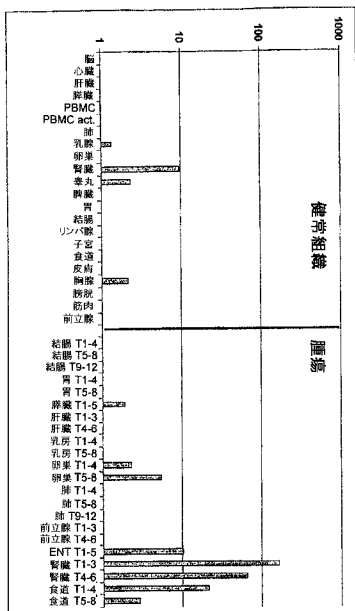 1
10
100
1000
脳
心臓
肝臓
膵臓
PBMC
PBMC act.
肺
乳腺
卵巣
腎臓
睾丸
脾臓
胃
結腸
リンパ腺
子宮
食道
皮膚
胸腺
膀胱
筋肉
前立腺
健常組織
結腸 T1-4
結腸 T5-8
結腸 T9-12
胃 T1-4
胃 T5-8
膵臓 T1-5
肝臓 T1-3
肝臓 T4-6
乳房 T1-4
乳房 T5-8
卵巣 T1-4
卵巣 T5-8
肺 T1-4
肺 T5-8
肺 T9-12
前立腺 T1-3
前立腺 T4-6
ENT T1-5
腎臓 T1-3
腎臓 T4-6
食道 T1-4
食道 T5-8
腫瘍